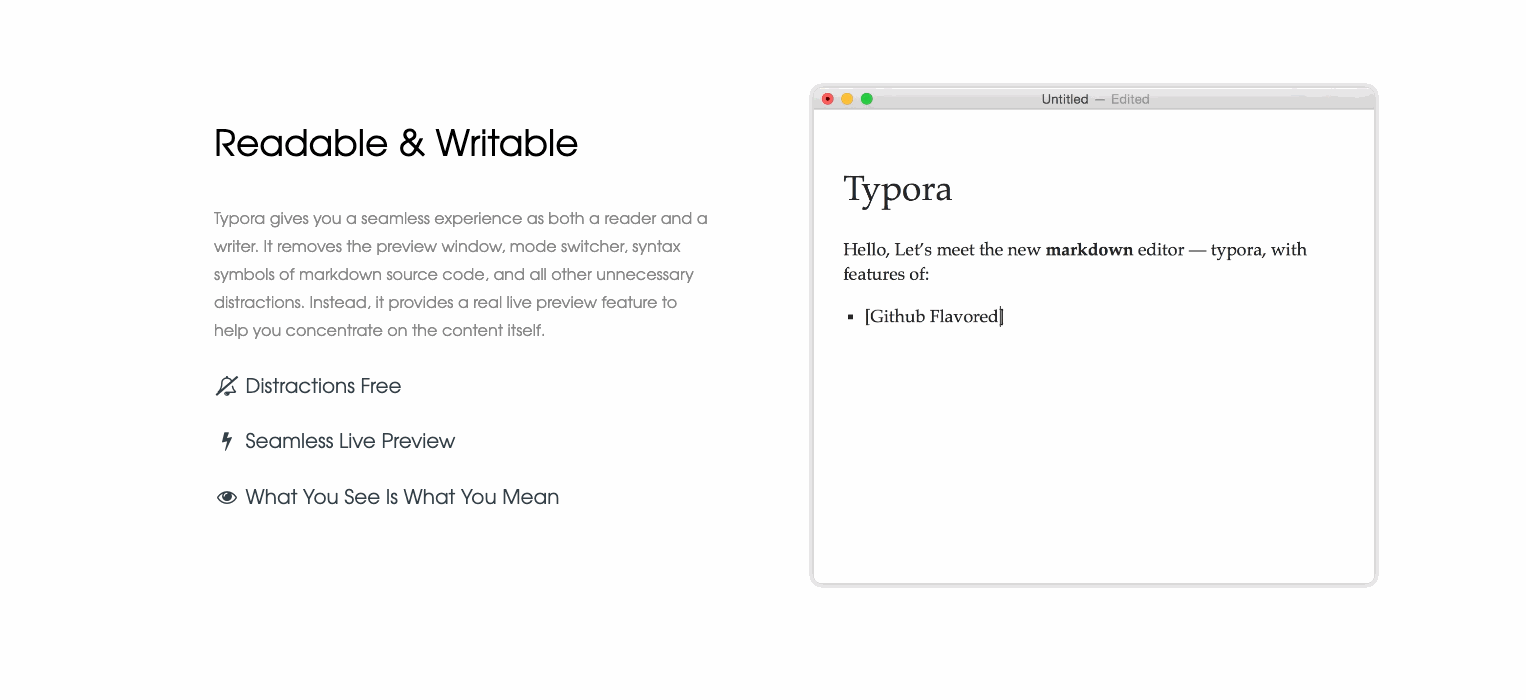 Readable & Writable
Typora gives you a seamless experience as both a reader and a
writer. It removes the preview window, mode switcher, syntax
symbols of markdown source code, and all other unnecessary
distractions. Instead, it provides a real live preview feature to
help you concentrate on the content itself.
Distractions Free
Seamless Live Preview
What You See Is What You Mean
Untitled — Edited
Typora
Hello, Let’s meet the new markdown editor — typora, with
features of:
[Github Flavored]